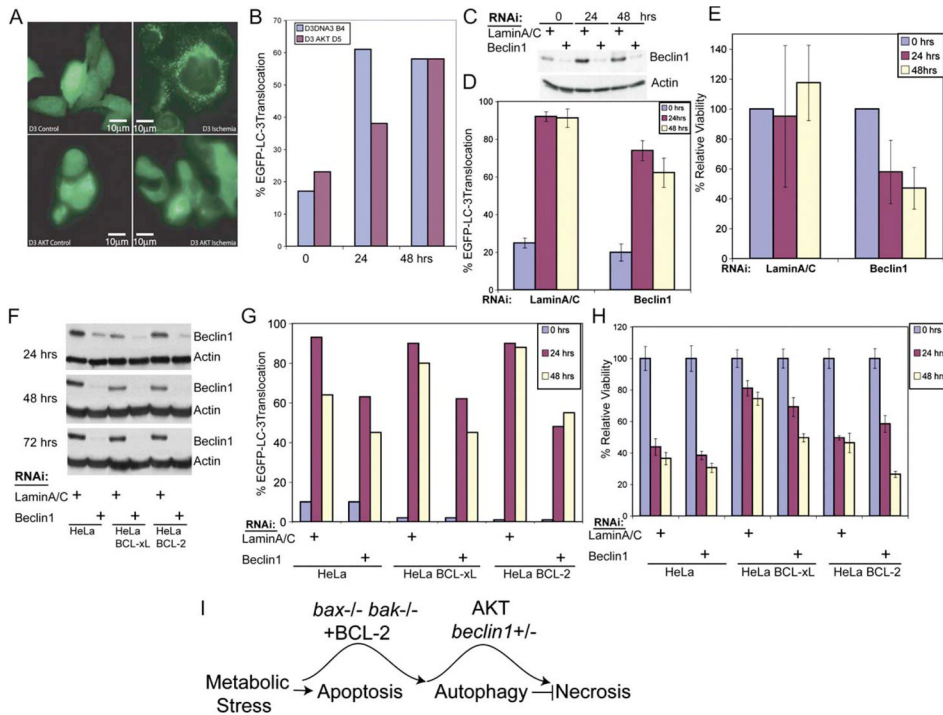 A
D3 Control
10µm
D3 Ischemia
10µm
D3 AKT Control
10µm
D3 AKT Ischemia
10µm
B
% EGFP-LC-3Translocation
80
70
60
50
40
30
20
10
0
D3DNA3 B4
D3 AKT D5
0 24 48 hrs
C
RNAi: 0 24 48 hrs
LaminA/C + + +
Beclin1 + + +
Beclin1
Actin
D
% EGFP-LC-3Translocation
100
80
60
40
20
0
0 hrs
24hrs
48 hrs
RNAi: LaminA/C Beclin1
E
% Relative Viability
160
140
120
100
80
60
40
20
0
0 hrs
24 hrs
48hrs
RNAi: LaminA/C Beclin1
F
24 hrs
Beclin1
Actin
48 hrs
Beclin1
Actin
72 hrs
Beclin1
Actin
RNAi:
LaminA/C + + +
Beclin1 + + +
HeLa HeLa BCL-xL HeLa BCL-2
G
% EGFP-LC-3Translocation
100
90
80
70
60
50
40
30
20
10
0
0 hrs
24 hrs
48 hrs
RNAi:
LaminA/C + + +
Beclin1 + + +
HeLa HeLa BCL-xL HeLa BCL-2
H
% Relative Viability
120
100
80
60
40
20
0
0 hrs
24 hrs
48 hrs
RNAi:
LaminA/C + + +
Beclin1 + + +
HeLa HeLa BCL-xL HeLa BCL-2
I
bax-/- bak-/-
+BCL-2
AKT
beclin1+/-
Metabolic Stress
Apoptosis
Autophagy
Necrosis